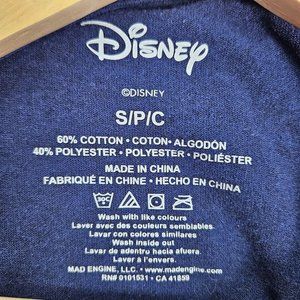 Disney
©DISNEY
S/P/C
60% COTTON • COTON • ALGODÓN
40% POLYESTER • POLYESTER • POLIÉSTER
MADE IN CHINA
FABRIQUÉ EN CHINE • HECHO EN CHINA
30C
Wash with like colours
Laver avec des couleurs semblables
Lavar con colores similares
Wash inside out
Lavar de adentro hacia afuera
Laver à l'envers.
MAD ENGINE, LLC. • www.madengine.com
RN# 0101531 • CA 41859